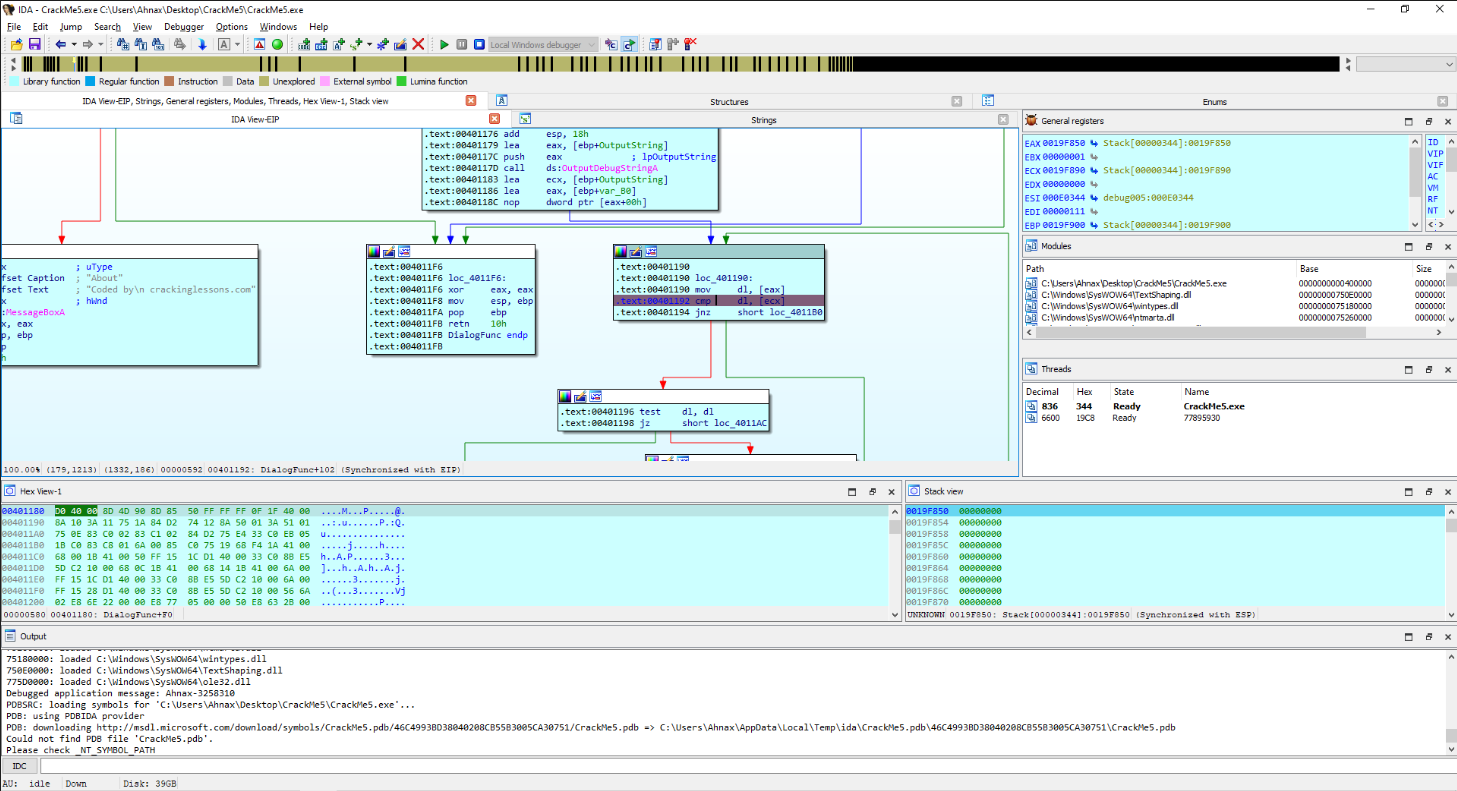 IDA - CrackMe5.exe C:\Users\Ahnax\Desktop\CrackMe5\CrackMe5.exe
File Edit Jump Search View Debugger Options Windows Help
Local Windows debugger
Library function Regular function Instruction Data Unexplored External symbol Lumina function
IDA View-EIP, Strings, General registers, Modules, Threads, Hex View-1, Stack view
Structures
Enums
IDA View-EIP
Strings
.text:00401176 add esp, 18h
.text:00401179 lea eax, [ebp+OutputString]
.text:0040117C push eax ; lpOutputString
.text:0040117D call ds:OutputDebugStringA
.text:00401183 lea ecx, [ebp+OutputString]
.text:00401186 lea eax, [ebp+var_B0]
.text:0040118C nop dword ptr [eax+00h]
x ; uType
fset Caption ; "About"
fset Text ; "Coded by\n crackinglessons.com"
x ; hWnd
:MessageBoxA
x, eax
p, ebp
p
h
.text:004011F6
.text:004011F6 loc_4011F6:
.text:004011F6 xor eax, eax
.text:004011F8 mov esp, ebp
.text:004011FA pop ebp
.text:004011FB retn 10h
.text:004011FB DialogFunc endp
.text:004011FB
.text:00401190
.text:00401190 loc_401190:
.text:00401190 mov dl, [eax]
.text:00401192 cmp dl, [ecx]
.text:00401194 jnz short loc_4011B0
.text:00401196 test dl, dl
.text:00401198 jz short loc_4011AC
100.00% (179,1213) (1332,186) 00000592 00401192: DialogFunc+102 (Synchronized with EIP)
General registers
EAX 0019F850 Stack[00000344]:0019F850
EBX 00000001
ECX 0019F890 Stack[00000344]:0019F890
EDX 00000000
ESI 000E0344 debug005:000E0344
EDI 00000111
EBP 0019F900 Stack[00000344]:0019F900
ID
VIP
VIF
AC
VM
RF
NT
Modules
Path Base Size
C:\Users\Ahnax\Desktop\CrackMe5\CrackMe5.exe 0000000000400000 000000
C:\Windows\SysWOW64\TextShaping.dll 00000000750E0000 000000
C:\Windows\SysWOW64\wintypes.dll 0000000075180000 000000
C:\Windows\SysWOW64\ntmarta.dll 0000000075260000 000000
Threads
Decimal Hex State Name
836 344 Ready CrackMe5.exe
6600 19C8 Ready 77895930
Hex View-1
00401180 D0 40 00 8D 4D 90 8D 85 50 FF FF FF 0F 1F 40 00 ....M...P.....@.
00401190 8A 10 3A 11 75 1A 84 D2 74 12 8A 50 01 3A 51 01 ..:.u...t..P.:Q.
004011A0 75 0E 83 C0 02 83 C1 02 84 D2 75 E4 33 C0 EB 05 u.............
004011B0 1B C0 83 C8 01 6A 00 85 C0 75 19 68 F4 1A 41 00 .....j...u.h..A.
004011C0 68 00 1B 41 00 50 FF 15 1C D1 40 00 33 C0 8B E5 h..A.P......3...
004011D0 5D C2 10 00 68 0C 1B 41 00 68 14 1B 41 00 6A 00 ]...h..A.h..A.j.
004011E0 FF 15 1C D1 40 00 33 C0 8B E5 5D C2 10 00 6A 00 ......3......j.
004011F0 FF 15 28 D1 40 00 33 C0 8B E5 5D C2 10 00 56 6A ..(...3.......Vj
00401200 02 E8 6E 22 00 00 E8 77 05 00 00 50 E8 63 2B 00
00000580 00401180: DialogFunc+F0
Stack view
0019F850 00000000
0019F854 00000000
0019F858 00000000
0019F85C 00000000
0019F860 00000000
0019F864 00000000
0019F868 00000000
0019F86C 00000000
0019F870 00000000
UNKNOWN 0019F850: Stack[00000344]:0019F850 (Synchronized with ESP)
Output
75180000: loaded C:\Windows\SysWOW64\wintypes.dll
750E0000: loaded C:\Windows\SysWOW64\TextShaping.dll
775D0000: loaded C:\Windows\SysWOW64\ole32.dll
Debugged application message: Ahnax-3258310
PDBSRC: loading symbols for 'C:\Users\Ahnax\Desktop\CrackMe5\CrackMe5.exe'...
PDB: using PDBIDA provider
PDB: downloading http://msdl.microsoft.com/download/symbols/CrackMe5.pdb/46C4993BD38040208CB55B3005CA30751/CrackMe5.pdb => C:\Users\Ahnax\AppData\Local\Temp\ida\CrackMe5.pdb\46C4993BD38040208CB55B3005CA30751\CrackMe5.pdb
Could not find PDB file 'CrackMe5.pdb'.
Please check _NT_SYMBOL_PATH
IDC
AU: idle Down Disk: 39GB